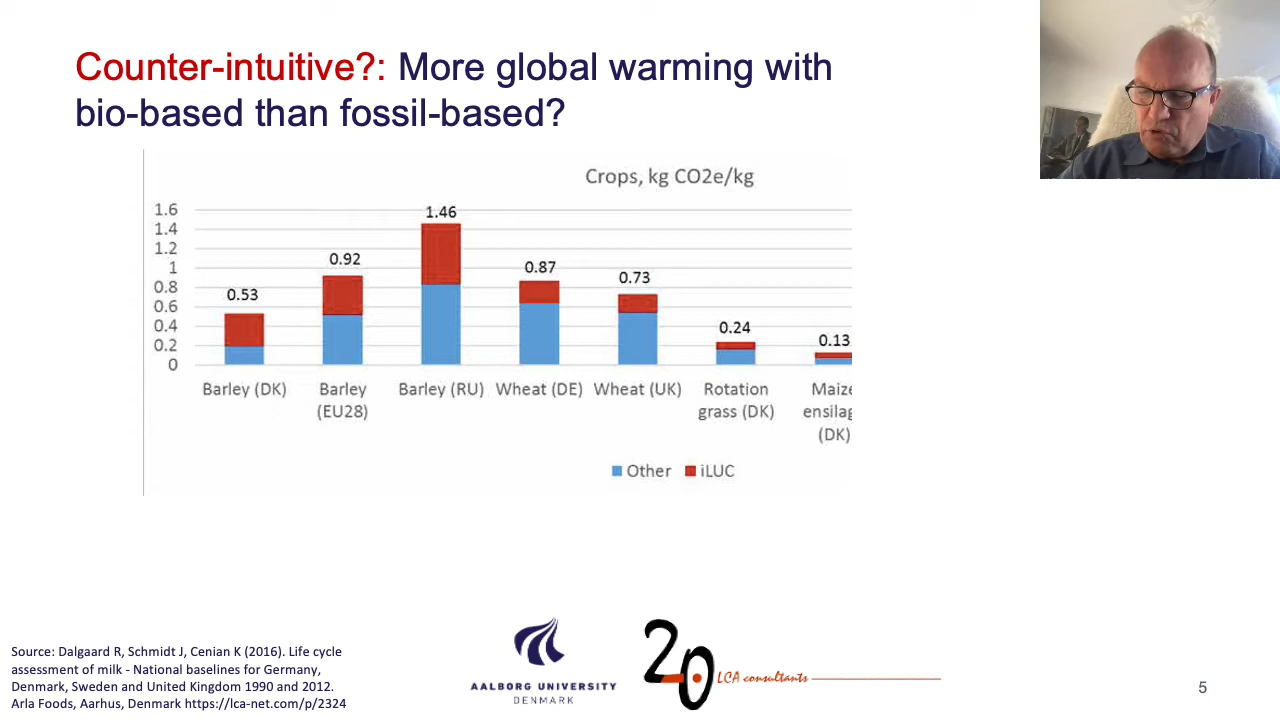 Counter-intuitive?: More global warming with
bio-based than fossil-based?
Crops, kg CO2e/kg
1.6
1.4
1.2
1
0.8
0.6
0.4
0.2
0
0.53
0.92
1.46
0.87
0.73
0.24
0.13
Barley (DK)
Barley
(EU28)
Barley (RU)
Wheat (DE)
Wheat (UK)
Rotation
grass (DK)
Maize
ensilag
(DK)
Other
iLUC
Source: Dalgaard R, Schmidt J, Cenian K (2016). Life cycle
assessment of milk - National baselines for Germany,
Denmark, Sweden and United Kingdom 1990 and 2012.
Arla Foods, Aarhus, Denmark https://lca-net.com/p/2324
AALBORG UNIVERSITY
DENMARK
2.0
LCA consultants
5